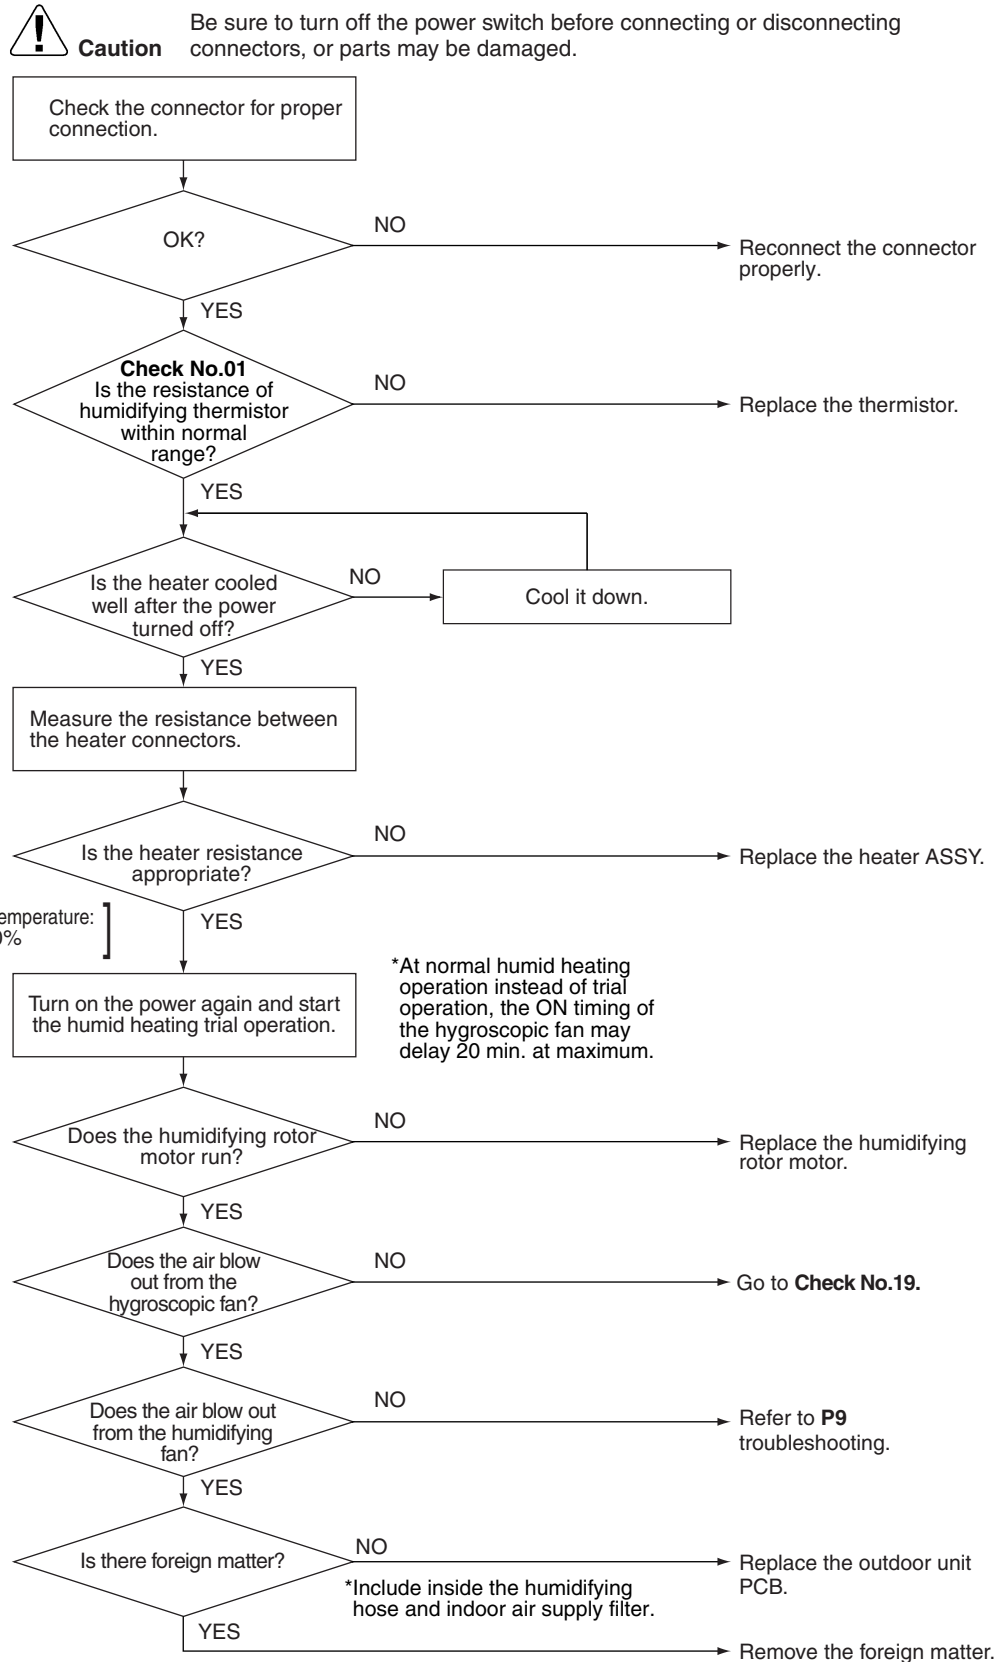 Be sure to turn off the power switch before connecting or disconnecting
Caution connectors, or parts may be damaged.
Check the connector for proper
connection.
OK?
NO
Reconnect the connector
properly.
YES
Check No.01
Is the resistance of
humidifying thermistor
within normal
range?
NO
Replace the thermistor.
YES
Is the heater cooled
well after the power
turned off?
NO
Cool it down.
YES
Measure the resistance between
the heater connectors.
Is the heater resistance
appropriate?
NO
Replace the heater ASSY.
emperature:
%
YES
Turn on the power again and start
the humid heating trial operation.
*At normal humid heating
operation instead of trial
operation, the ON timing of
the hygroscopic fan may
delay 20 min. at maximum.
Does the humidifying rotor
motor run?
NO
Replace the humidifying
rotor motor.
YES
Does the air blow
out from the
hygroscopic fan?
NO
Go to Check No.19.
YES
Does the air blow out
from the humidifying
fan?
NO
Refer to P9
troubleshooting.
YES
Is there foreign matter?
NO
Replace the outdoor unit
PCB.
*Include inside the humidifying
hose and indoor air supply filter.
YES
Remove the foreign matter.